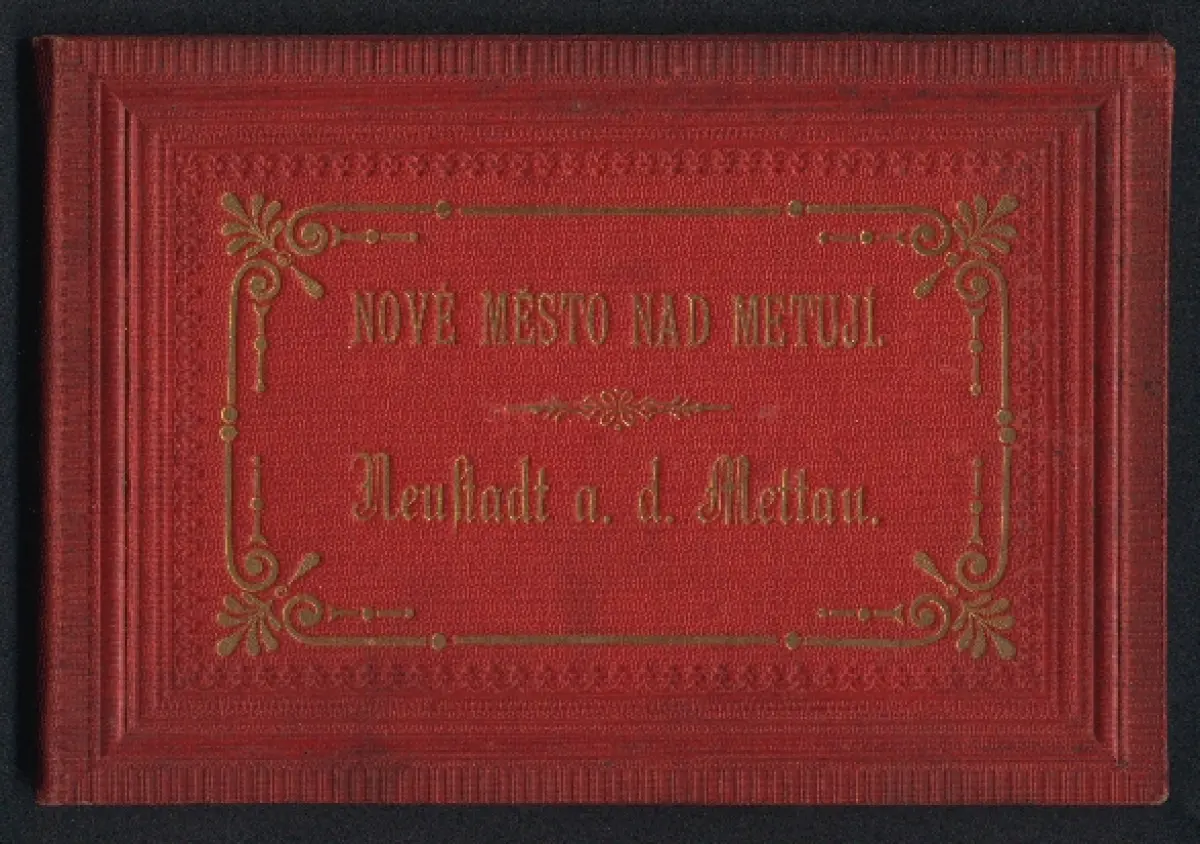 NOVÉ MĚSTO NAD METUJÍ.
Neuſtadt a. d. Mettau.